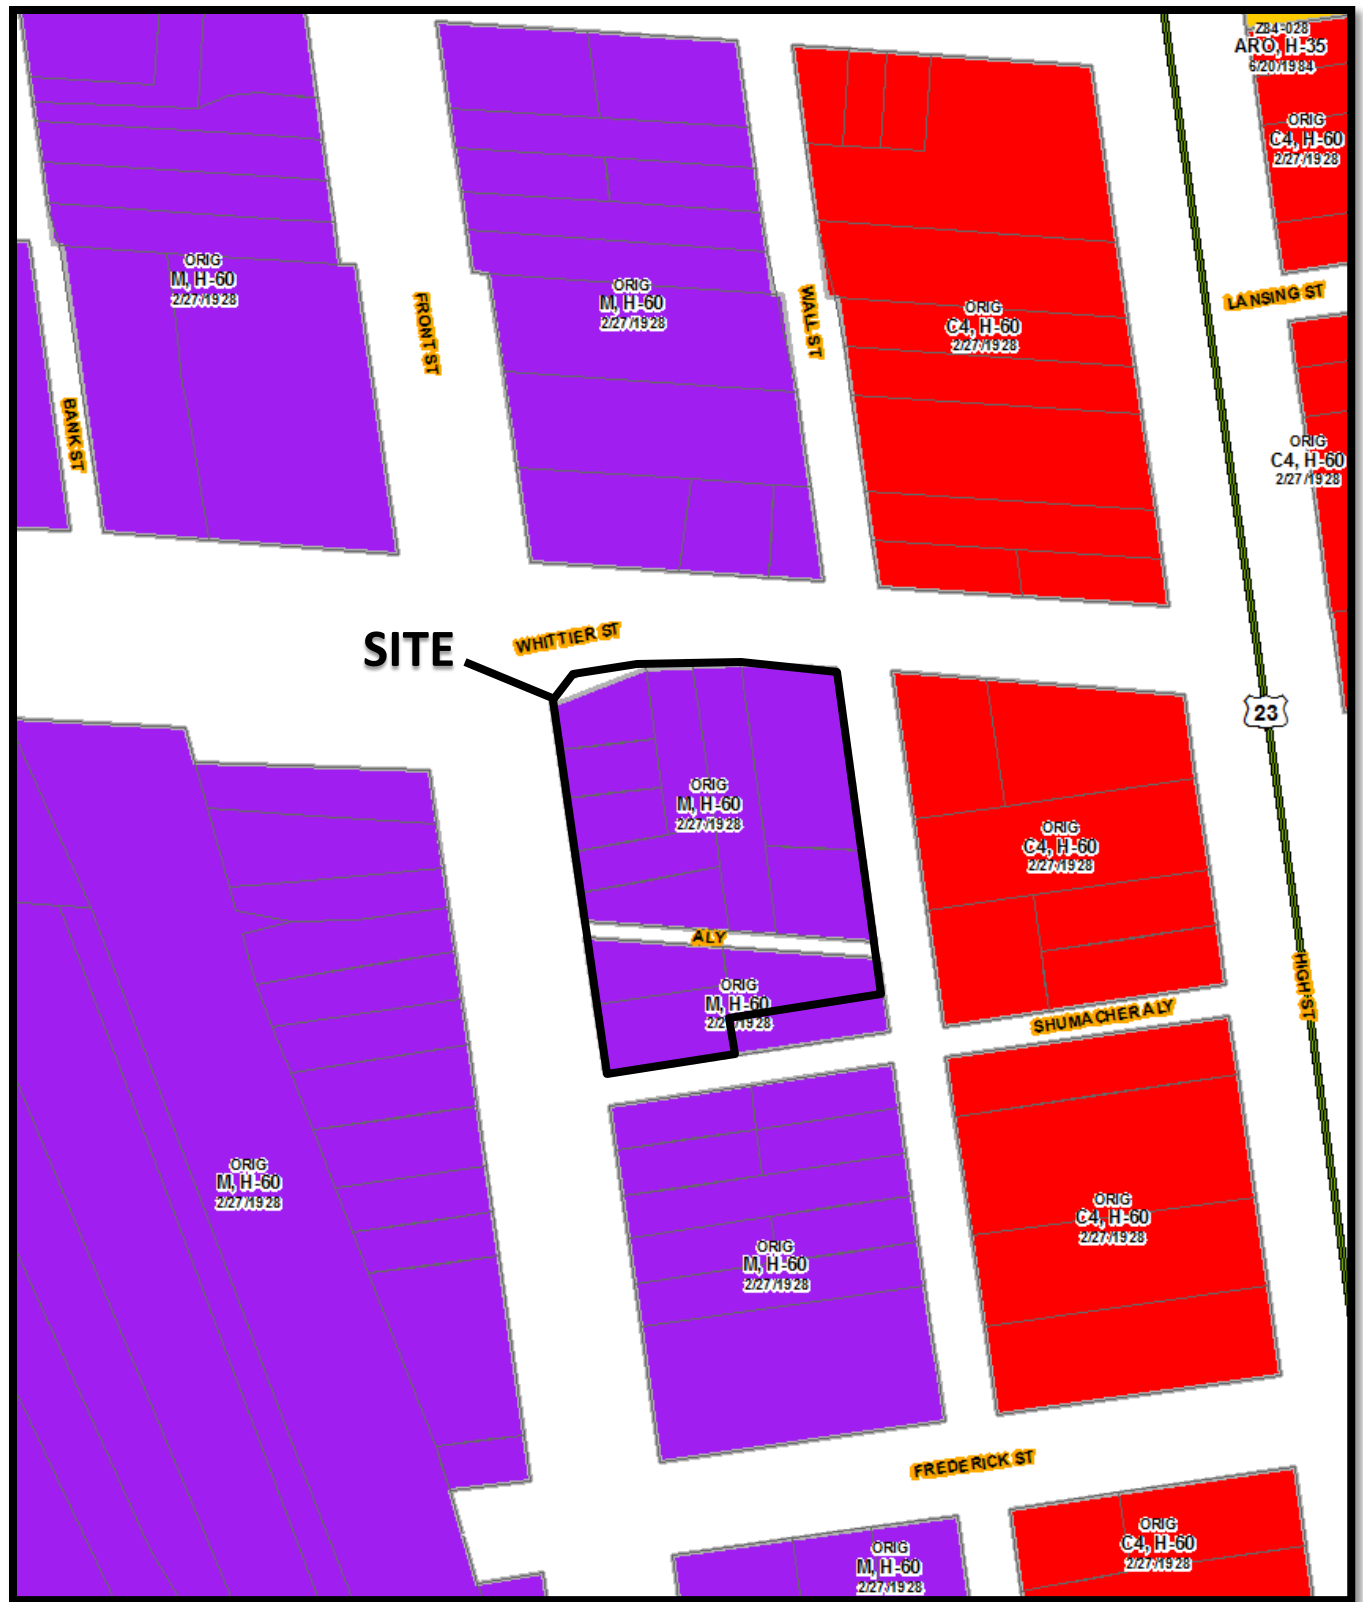 Z84-028
ARO, H-35
6/20/1984
ORIG
C4, H-60
2/27/1928
ORIG
M, H-60
2/27/1928
ORIG
M, H-60
2/27/1928
FRONT ST
WALL ST
ORIG
C4, H-60
2/27/1928
LANSING ST
BANK ST
ORIG
C4, H-60
2/27/1928
SITE
WHITTIER ST
23
ORIG
M, H-60
2/27/1928
ORIG
C4, H-60
2/27/1928
ALY
ORIG
M, H-60
2/27/1928
HIGH ST
SHUMACHER ALY
ORIG
M, H-60
2/27/1928
ORIG
C4, H-60
2/27/1928
ORIG
M, H-60
2/27/1928
FREDERICK ST
ORIG
M, H-60
2/27/1928
ORIG
C4, H-60
2/27/1928